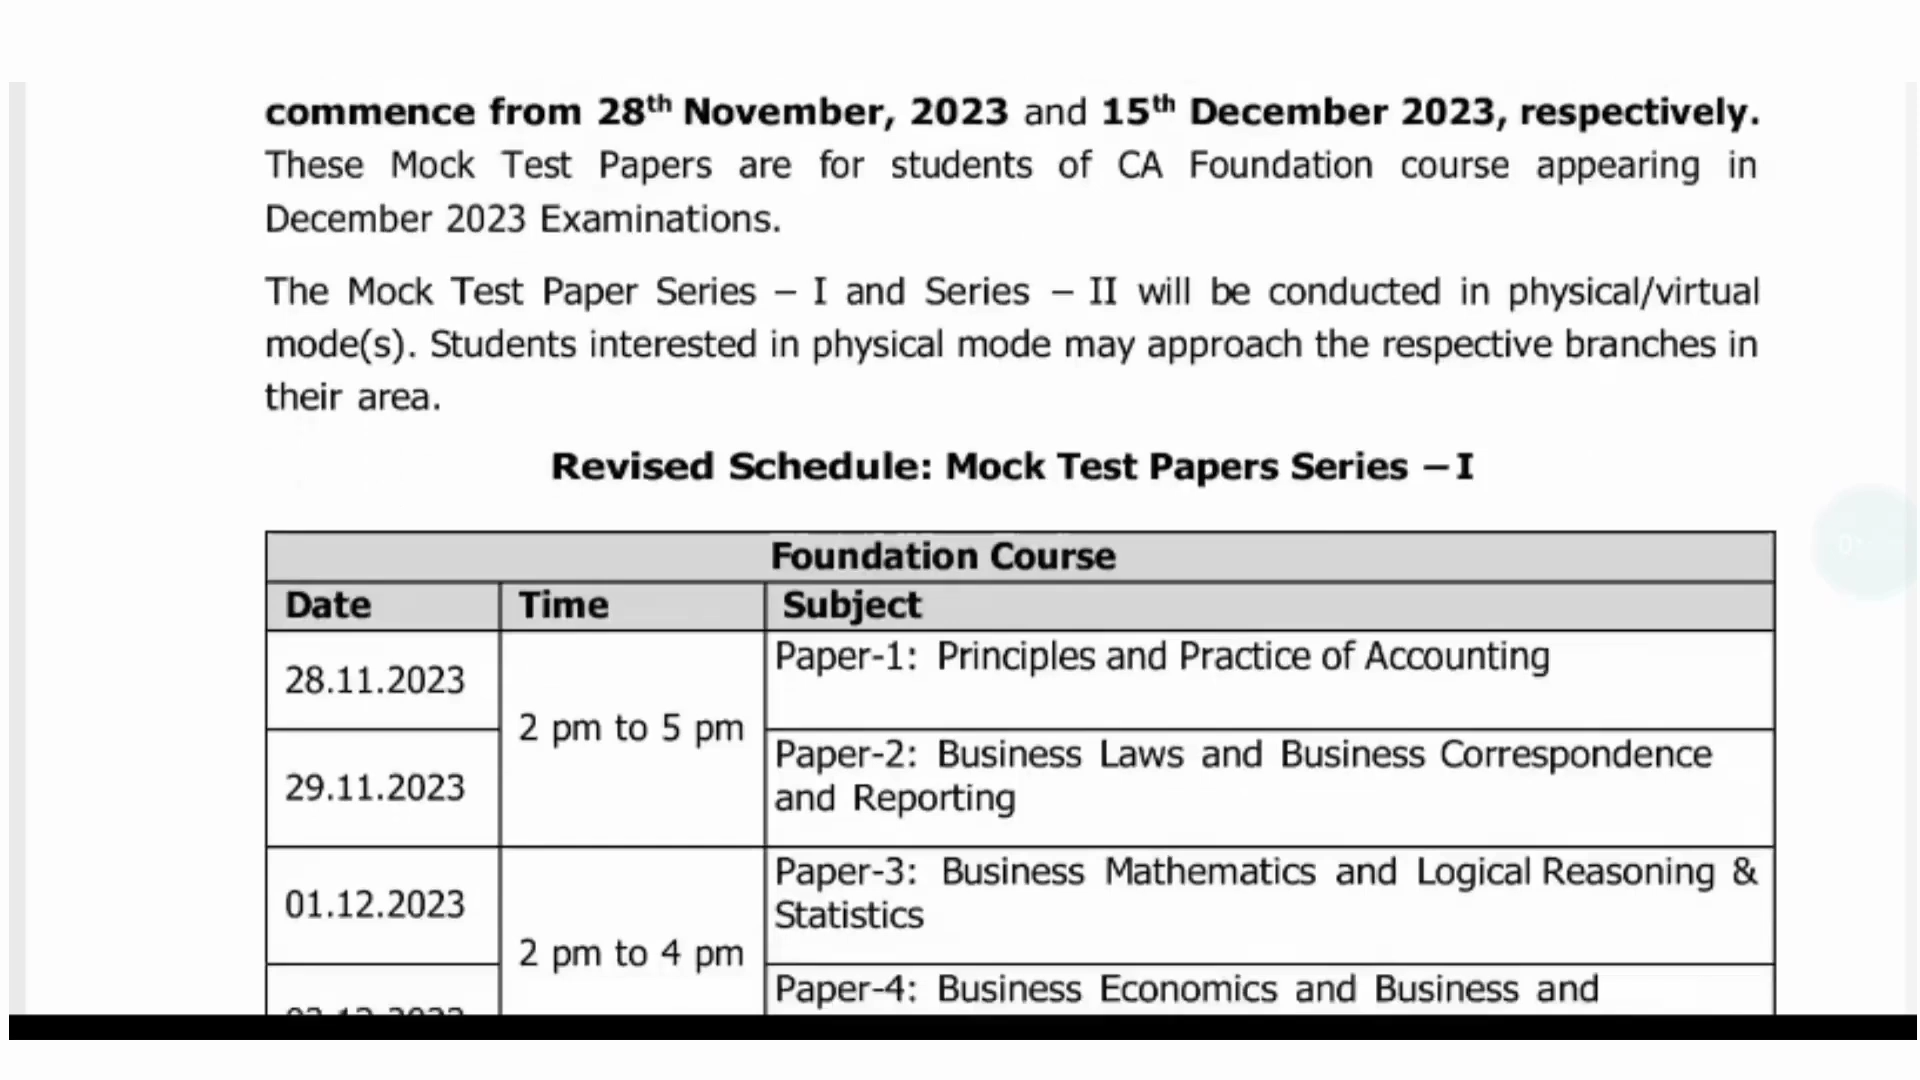 commence from 28th November, 2023 and 15th December 2023, respectively.
These Mock Test Papers are for students of CA Foundation course appearing in
December 2023 Examinations.
The Mock Test Paper Series – I and Series – II will be conducted in physical/virtual
mode(s). Students interested in physical mode may approach the respective branches in
their area.
Revised Schedule: Mock Test Papers Series – I
Foundation Course
Date Time Subject
28.11.2023
2 pm to 5 pm
Paper-1: Principles and Practice of Accounting
29.11.2023
Paper-2: Business Laws and Business Correspondence
and Reporting
01.12.2023
2 pm to 4 pm
Paper-3: Business Mathematics and Logical Reasoning &
Statistics
Paper-4: Business Economics and Business and